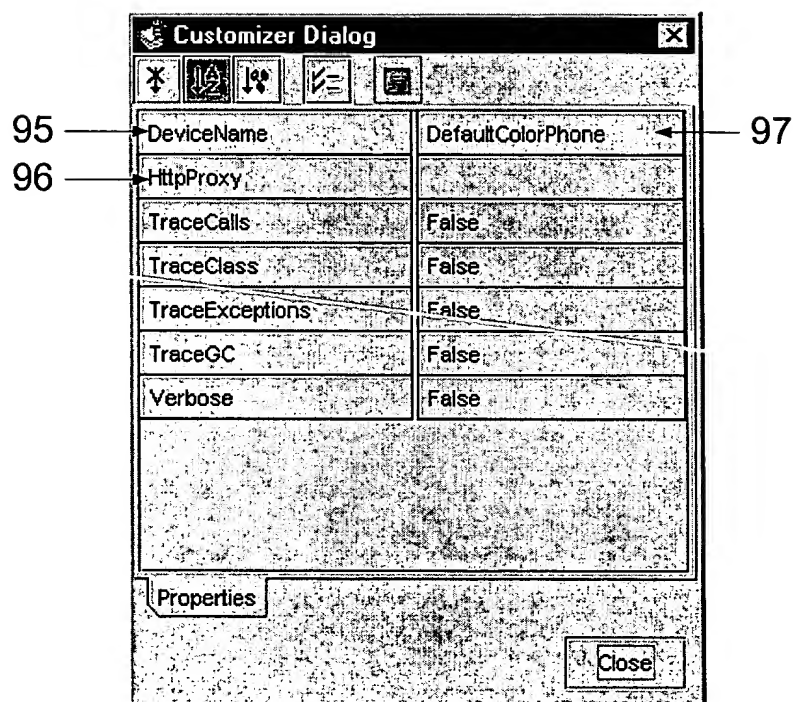 Customizer Dialog
95 DeviceName DefaultColorPhone 97
96 HttpProxy
TraceCalls False
TraceClass False
TraceExceptions False
TraceGC False
Verbose False
Properties
Close